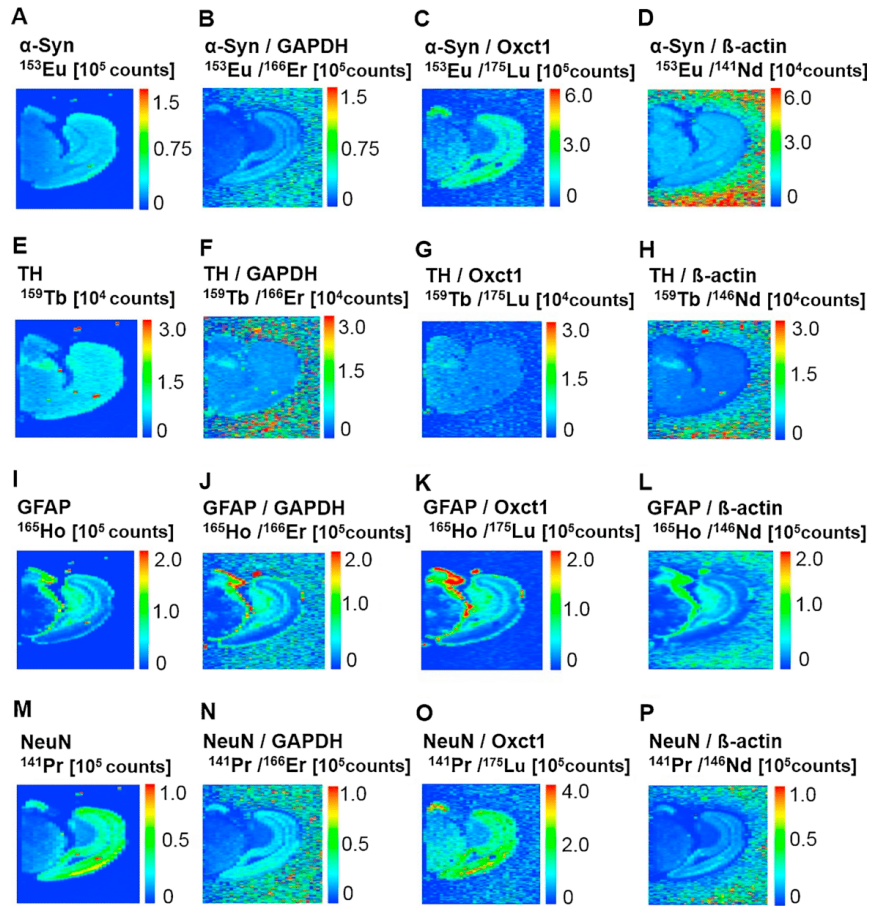 A
α-Syn
¹⁵³Eu [10⁵ counts]
1.5
0.75
0
B
α-Syn / GAPDH
¹⁵³Eu /¹⁶⁶Er [10⁵counts]
1.5
0.75
0
C
α-Syn / Oxct1
¹⁵³Eu /¹⁷⁵Lu [10⁵counts]
6.0
3.0
0
D
α-Syn / ß-actin
¹⁵³Eu /¹⁴¹Nd [10⁴counts]
6.0
3.0
0
E
TH
¹⁵⁹Tb [10⁴ counts]
3.0
1.5
0
F
TH / GAPDH
¹⁵⁹Tb /¹⁶⁶Er [10⁴counts]
3.0
1.5
0
G
TH / Oxct1
¹⁵⁹Tb /¹⁷⁵Lu [10⁴counts]
3.0
1.5
0
H
TH / ß-actin
¹⁵⁹Tb /¹⁴⁶Nd [10⁴counts]
3.0
1.5
0
I
GFAP
¹⁶⁵Ho [10⁵ counts]
2.0
1.0
0
J
GFAP / GAPDH
¹⁶⁵Ho /¹⁶⁶Er [10⁵counts]
2.0
1.0
0
K
GFAP / Oxct1
¹⁶⁵Ho /¹⁷⁵Lu [10⁵counts]
2.0
1.0
0
L
GFAP / ß-actin
¹⁶⁵Ho /¹⁴⁶Nd [10⁵counts]
2.0
1.0
0
M
NeuN
¹⁴¹Pr [10⁵ counts]
1.0
0.5
0
N
NeuN / GAPDH
¹⁴¹Pr /¹⁶⁶Er [10⁵counts]
1.0
0.5
0
O
NeuN / Oxct1
¹⁴¹Pr /¹⁷⁵Lu [10⁵counts]
4.0
2.0
0
P
NeuN / ß-actin
¹⁴¹Pr /¹⁴⁶Nd [10⁵counts]
1.0
0.5
0